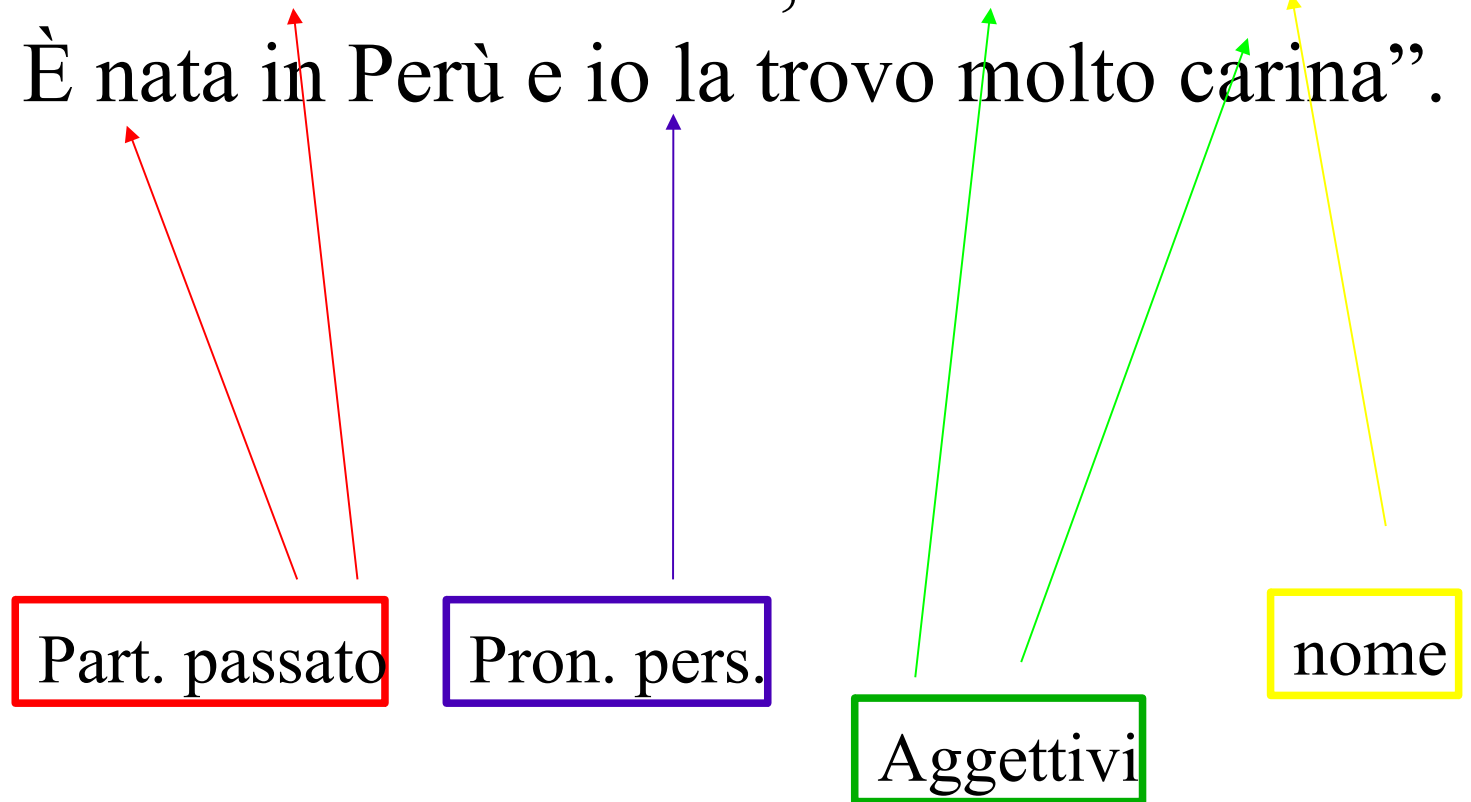 È nata in Perù e io la trovo molto carina”.
Part. passato
Pron. pers.
nome
Aggettivi